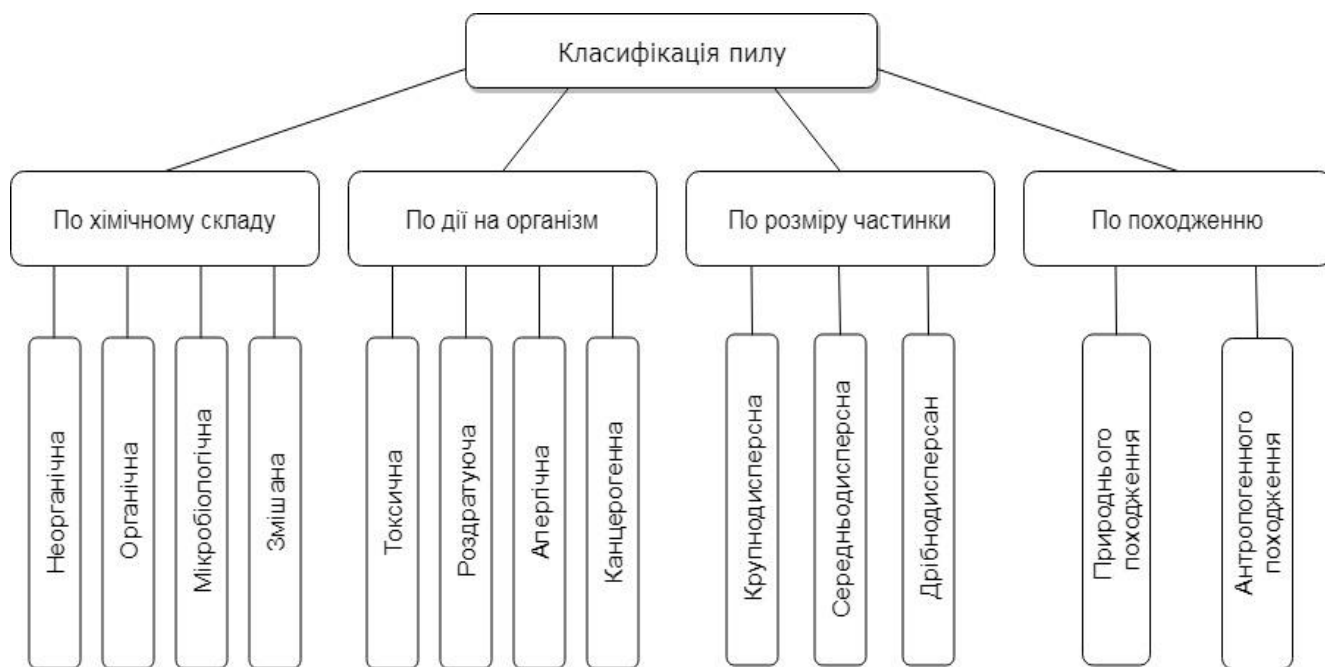 Класифікація пилу
По хімічному складу
По дії на організм
По розміру частинки
По походженню
Неорганічна
Органічна
Мікробіологічна
Змішана
Токсична
Роздратуюча
Алергічна
Канцерогенна
Крупнодисперсна
Середньодисперсна
Дрібнодисперсан
Природнього
походження
Антропогенного
походження